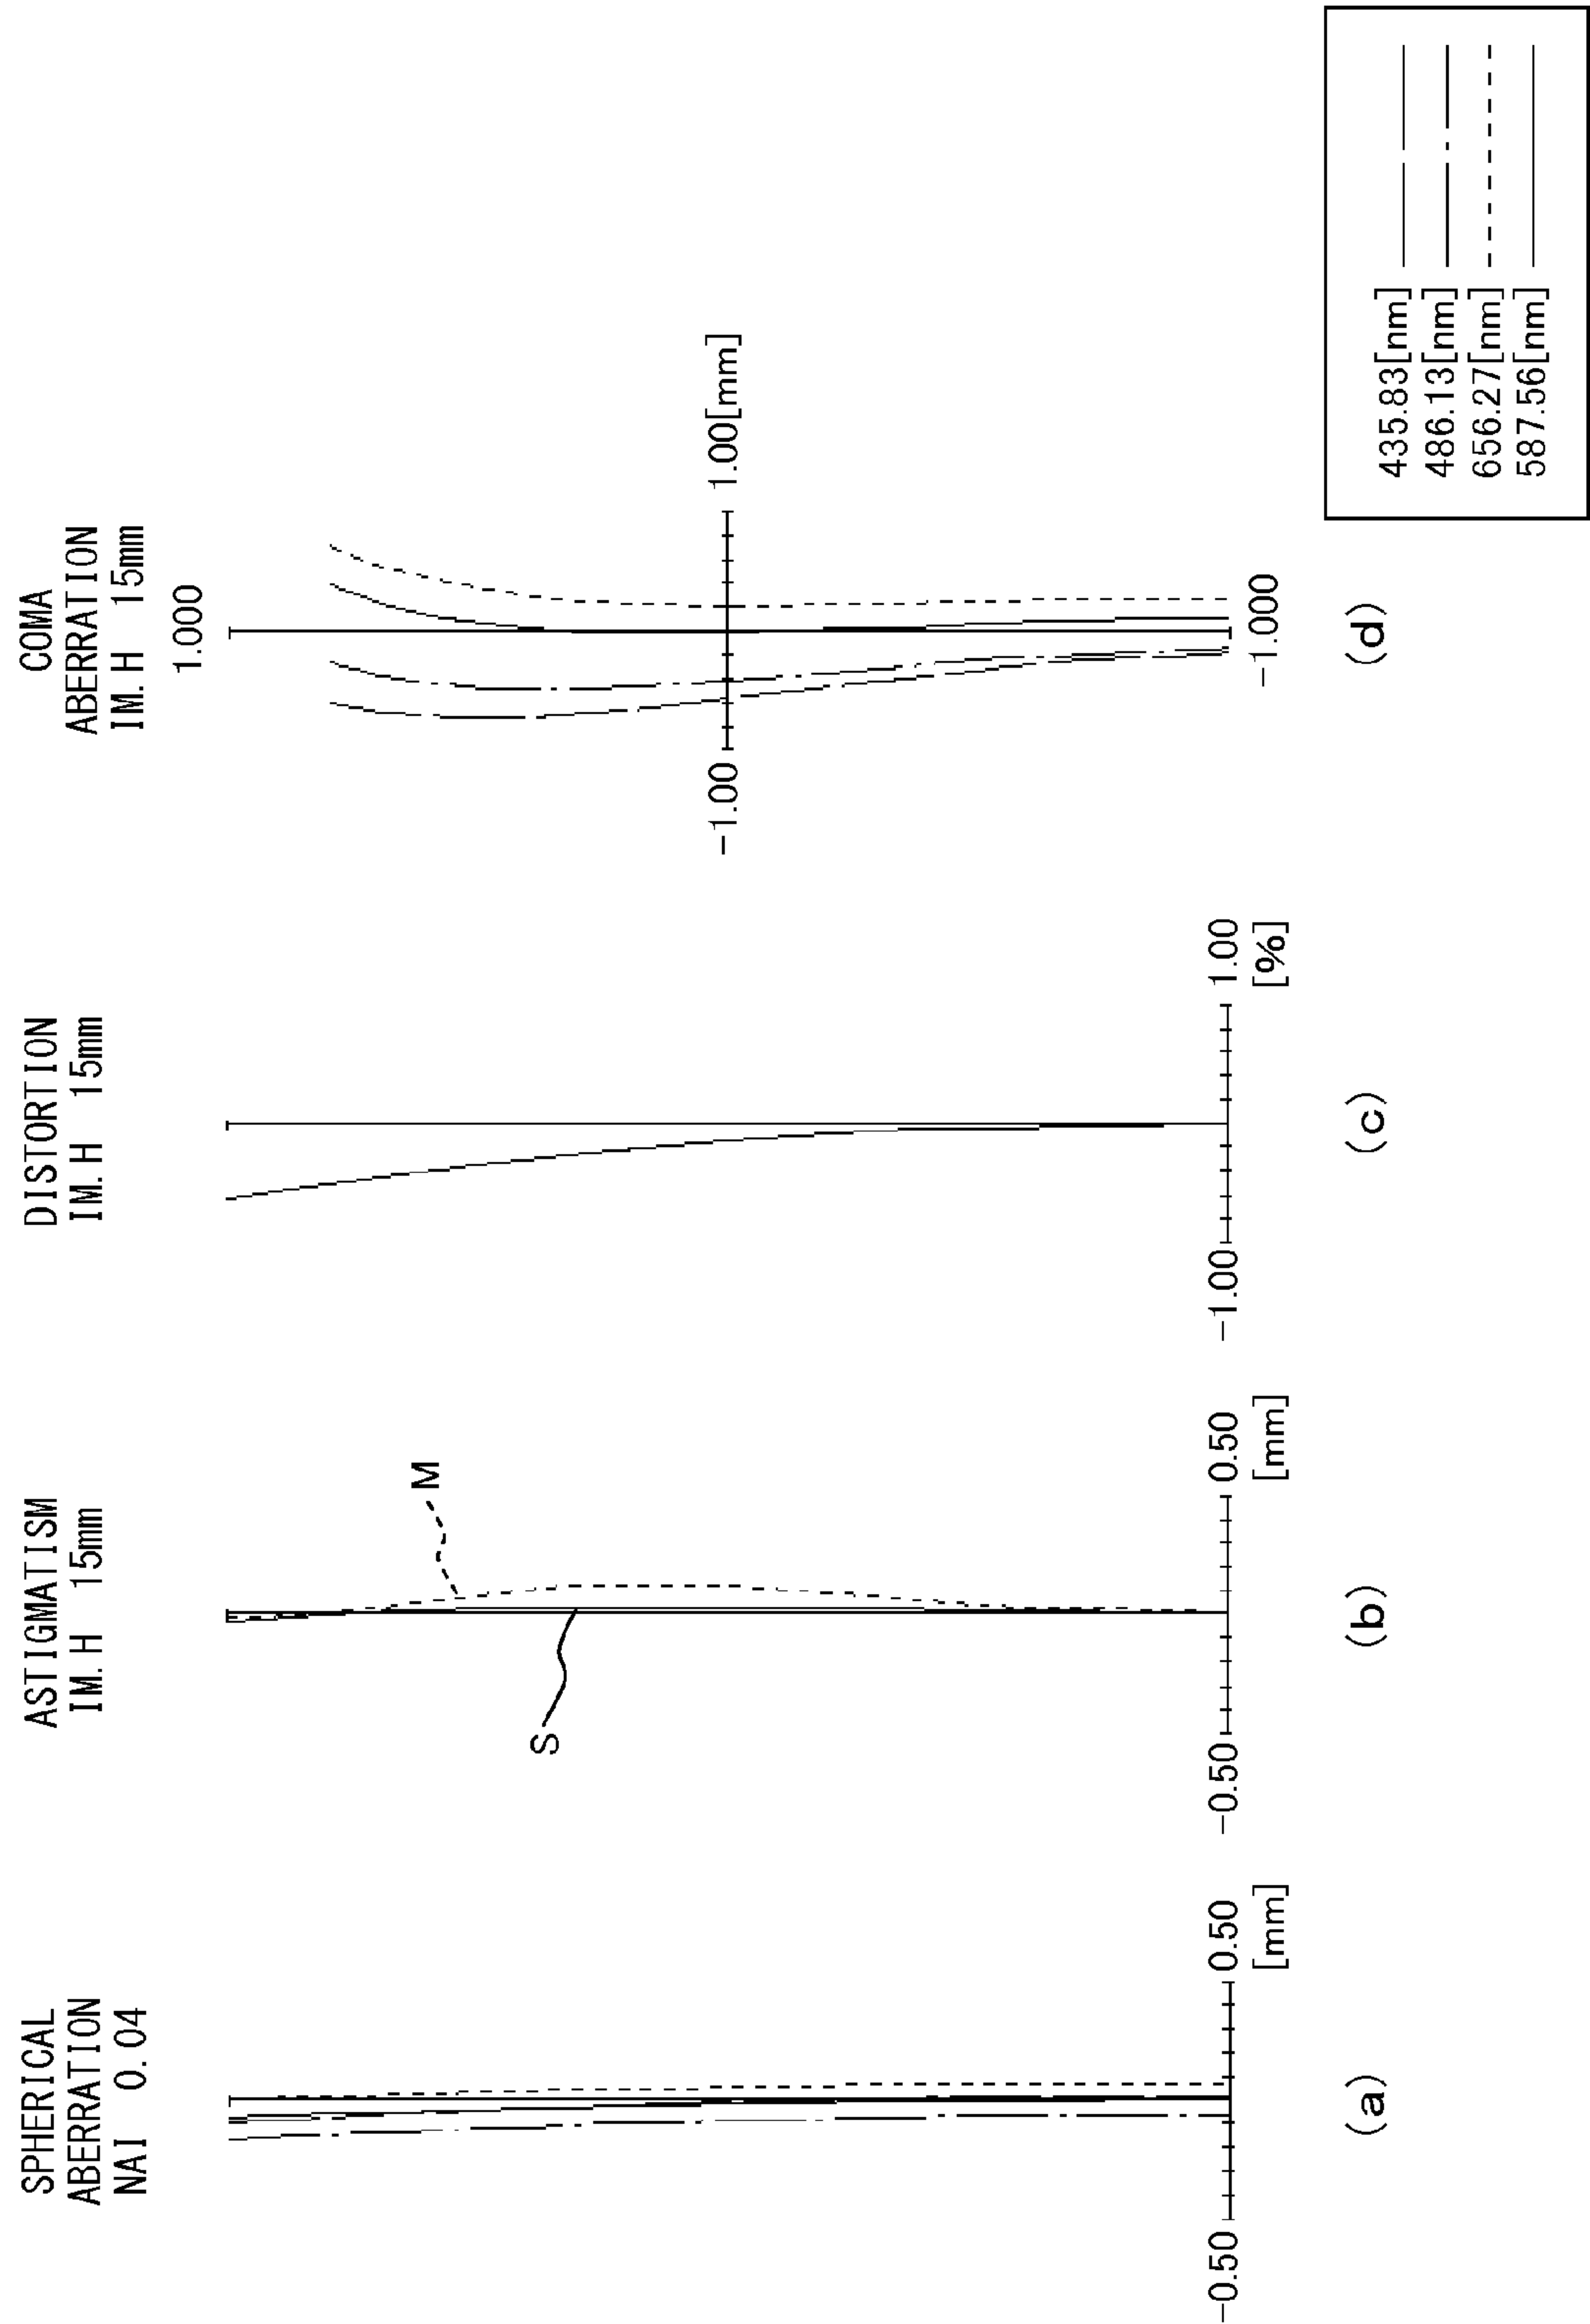 SPHERICAL
ABERRATION
NAI 0.04
-0.50
0.50
[mm]
(a)
ASTIGMATISM
IM.H 15mm
M
S
-0.50
0.50
[mm]
(b)
DISTORTION
IM.H 15mm
-1.00
1.00
[%]
(c)
COMA
ABERRATION
IM.H 15mm
1.000
-1.00
1.00[mm]
-1.000
(d)
435.83[nm]
486.13[nm]
656.27[nm]
587.56[nm]